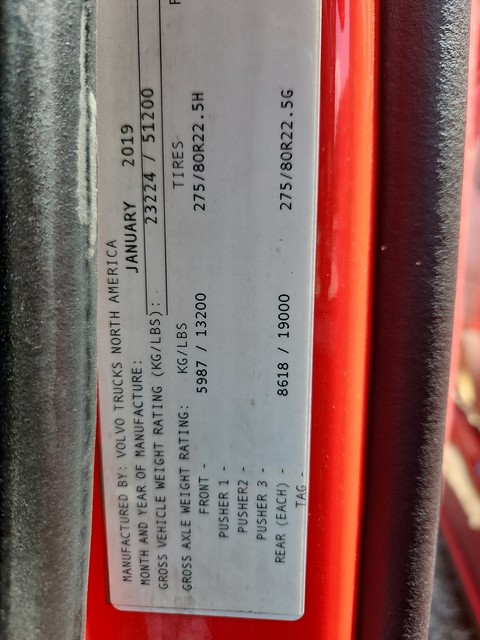 MANUFACTURED BY: VOLVO TRUCKS NORTH AMERICA
MONTH AND YEAR OF MANUFACTURE: JANUARY 2019
GROSS VEHICLE WEIGHT RATING (KG/LBS): 23224 / 51200
GROSS AXLE WEIGHT RATING: KG/LBS TIRES
FRONT - 5987 / 13200 275/80R22.5H
PUSHER 1 -
PUSHER2 -
PUSHER 3 -
REAR (EACH) - 8618 / 19000 275/80R22.5G
TAG -